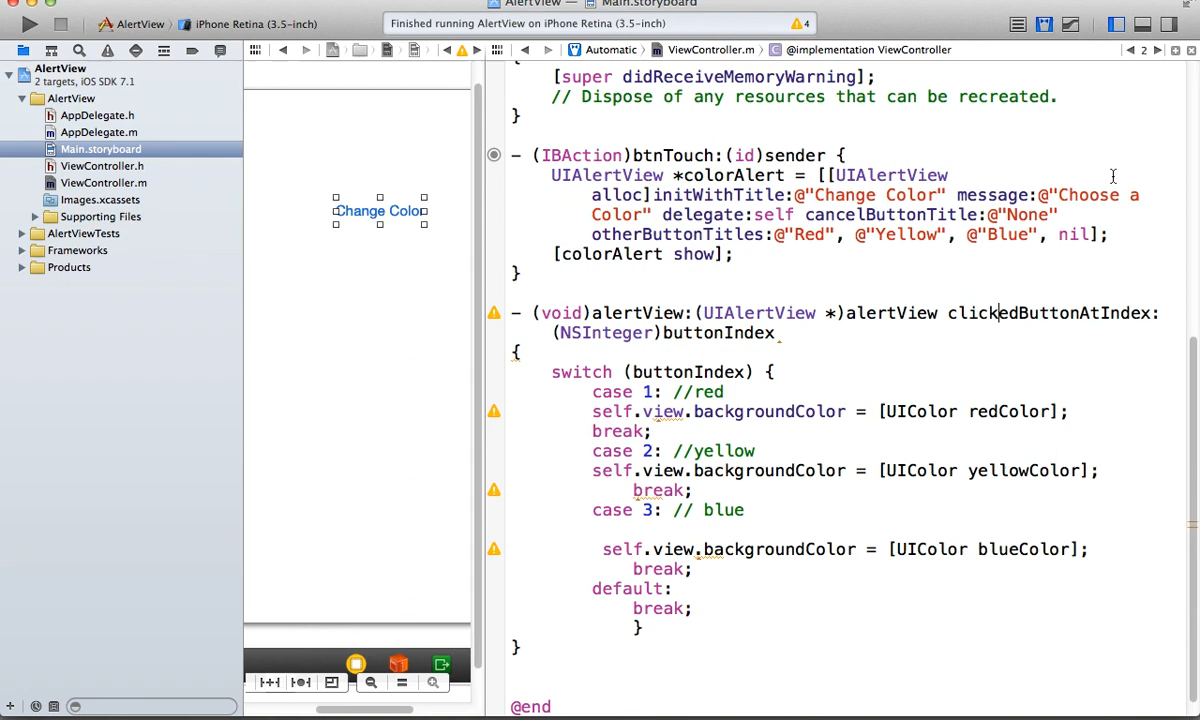 AlertView — Main.storyboard
AlertView > iPhone Retina (3.5-inch)
Finished running AlertView on iPhone Retina (3.5-inch)
4
Automatic > ViewController.m > @implementation ViewController
2
AlertView
2 targets, iOS SDK 7.1
AlertView
AppDelegate.h
AppDelegate.m
Main.storyboard
ViewController.h
ViewController.m
Images.xcassets
Supporting Files
AlertViewTests
Frameworks
Products
Change Color
{
[super didReceiveMemoryWarning];
// Dispose of any resources that can be recreated.
}
- (IBAction)btnTouch:(id)sender {
UIAlertView *colorAlert = [[UIAlertView
alloc]initWithTitle:@"Change Color" message:@"Choose a
Color" delegate:self cancelButtonTitle:@"None"
otherButtonTitles:@"Red", @"Yellow", @"Blue", nil];
[colorAlert show];
}
- (void)alertView:(UIAlertView *)alertView clickedButtonAtIndex:
(NSInteger)buttonIndex
{
switch (buttonIndex) {
case 1: //red
self.view.backgroundColor = [UIColor redColor];
break;
case 2: //yellow
self.view.backgroundColor = [UIColor yellowColor];
break;
case 3: // blue
self.view.backgroundColor = [UIColor blueColor];
break;
default:
break;
}
}
@end